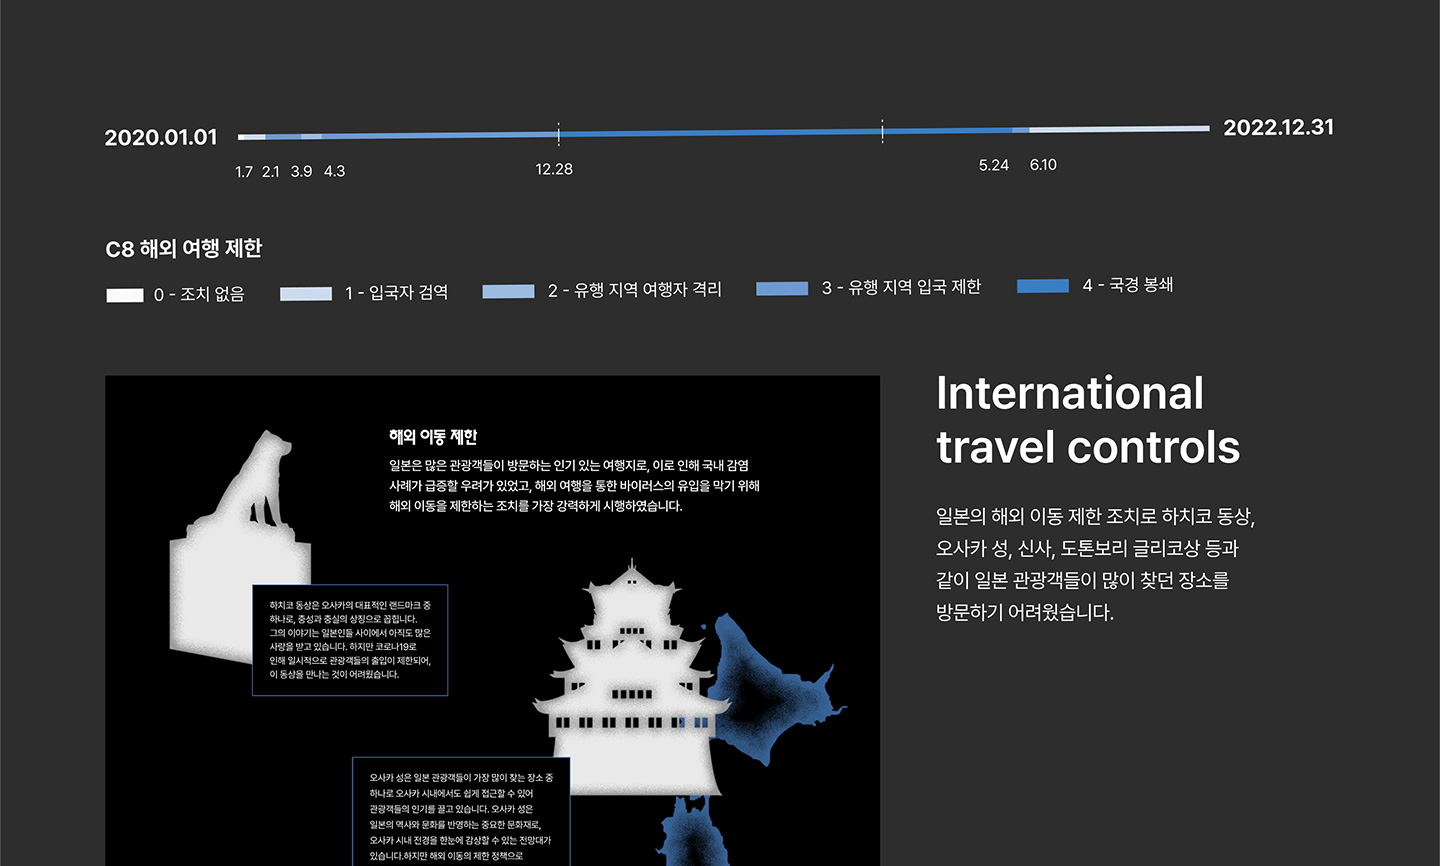 2020.01.01
2022.12.31
1.7 2.1 3.9 4.3 12.28 5.24 6.10
C8 해외 여행 제한
0 - 조치 없음 1 - 입국자 검역 2 - 유행 지역 여행자 격리 3 - 유행 지역 입국 제한 4 - 국경 봉쇄
해외 이동 제한
일본은 많은 관광객들이 방문하는 인기 있는 여행지로, 이로 인해 국내 감염
사례가 급증할 우려가 있었고, 해외 여행을 통한 바이러스의 유입을 막기 위해
해외 이동을 제한하는 조치를 가장 강력하게 시행하였습니다.
하치코 동상은 오사카의 대표적인 랜드마크 중
하나로, 충성과 충실의 상징으로 꼽힙니다.
그의 이야기는 일본인들 사이에서 아직도 많은
사랑을 받고 있습니다. 하지만 코로나19로
인해 일시적으로 관광객들의 출입이 제한되어,
이 동상을 만나는 것이 어려웠습니다.
오사카 성은 일본 관광객들이 가장 많이 찾는 장소 중
하나로 오사카 시내에서도 쉽게 접근할 수 있어
관광객들의 인기를 끌고 있습니다. 오사카 성은
일본의 역사와 문화를 반영하는 중요한 문화재로,
오사카 시내 전경을 한눈에 감상할 수 있는 전망대가
있습니다.하지만 해외 이동의 제한 정책으로
International
travel controls
일본의 해외 이동 제한 조치로 하치코 동상,
오사카 성, 신사, 도톤보리 글리코상 등과
같이 일본 관광객들이 많이 찾던 장소를
방문하기 어려웠습니다.